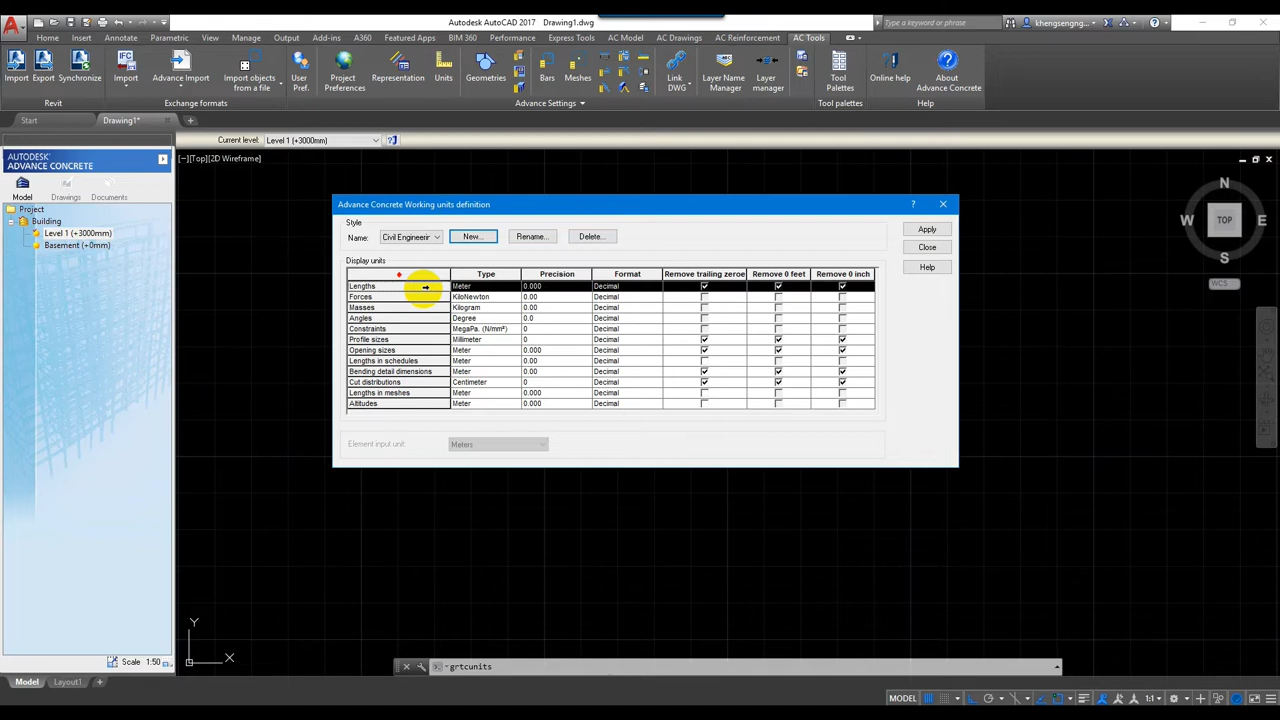 Autodesk AutoCAD 2017 Drawing1.dwg
Type a keyword or phrase
khengsengng...
Home Insert Annotate Parametric View Manage Output Add-ins A360 Featured Apps BIM 360 Performance Express Tools AC Model AC Drawings AC Reinforcement AC Tools
Import Export Synchronize
Import
Advance Import
Import objects from a file
User Pref.
Project Preferences
Representation
Units
Geometries
Bars
Meshes
Link DWG
Layer Name Manager
Layer manager
Tool Palettes
Online help
About Advance Concrete
Revit Exchange formats Advance Settings Tool palettes Help
Start Drawing1*
Current level: Level 1 (+3000mm)
AUTODESK
ADVANCE CONCRETE
[−][Top][2D Wireframe]
Model Drawings Documents
Project
Building
Level 1 (+3000mm)
Basement (+0mm)
N
W TOP E
S
WCS
Advance Concrete Working units definition
Style
Name: Civil Engineerir New... Rename... Delete...
Apply
Close
Help
Display units
Type Precision Format Remove trailing zeroe Remove 0 feet Remove 0 inch
Lengths Meter 0.000 Decimal
Forces KiloNewton 0.00 Decimal
Masses Kilogram 0.00 Decimal
Angles Degree 0.0 Decimal
Constraints MegaPa. (N/mm²) 0 Decimal
Profile sizes Millimeter 0 Decimal
Opening sizes Meter 0.000 Decimal
Lengths in schedules Meter 0.00 Decimal
Bending detail dimensions Meter 0.00 Decimal
Cut distributions Centimeter 0 Decimal
Lengths in meshes Meter 0.000 Decimal
Altitudes Meter 0.000 Decimal
Element input unit: Meters
Y
X
Scale 1:50
grtcunits
Model Layout1
MODEL 1:1